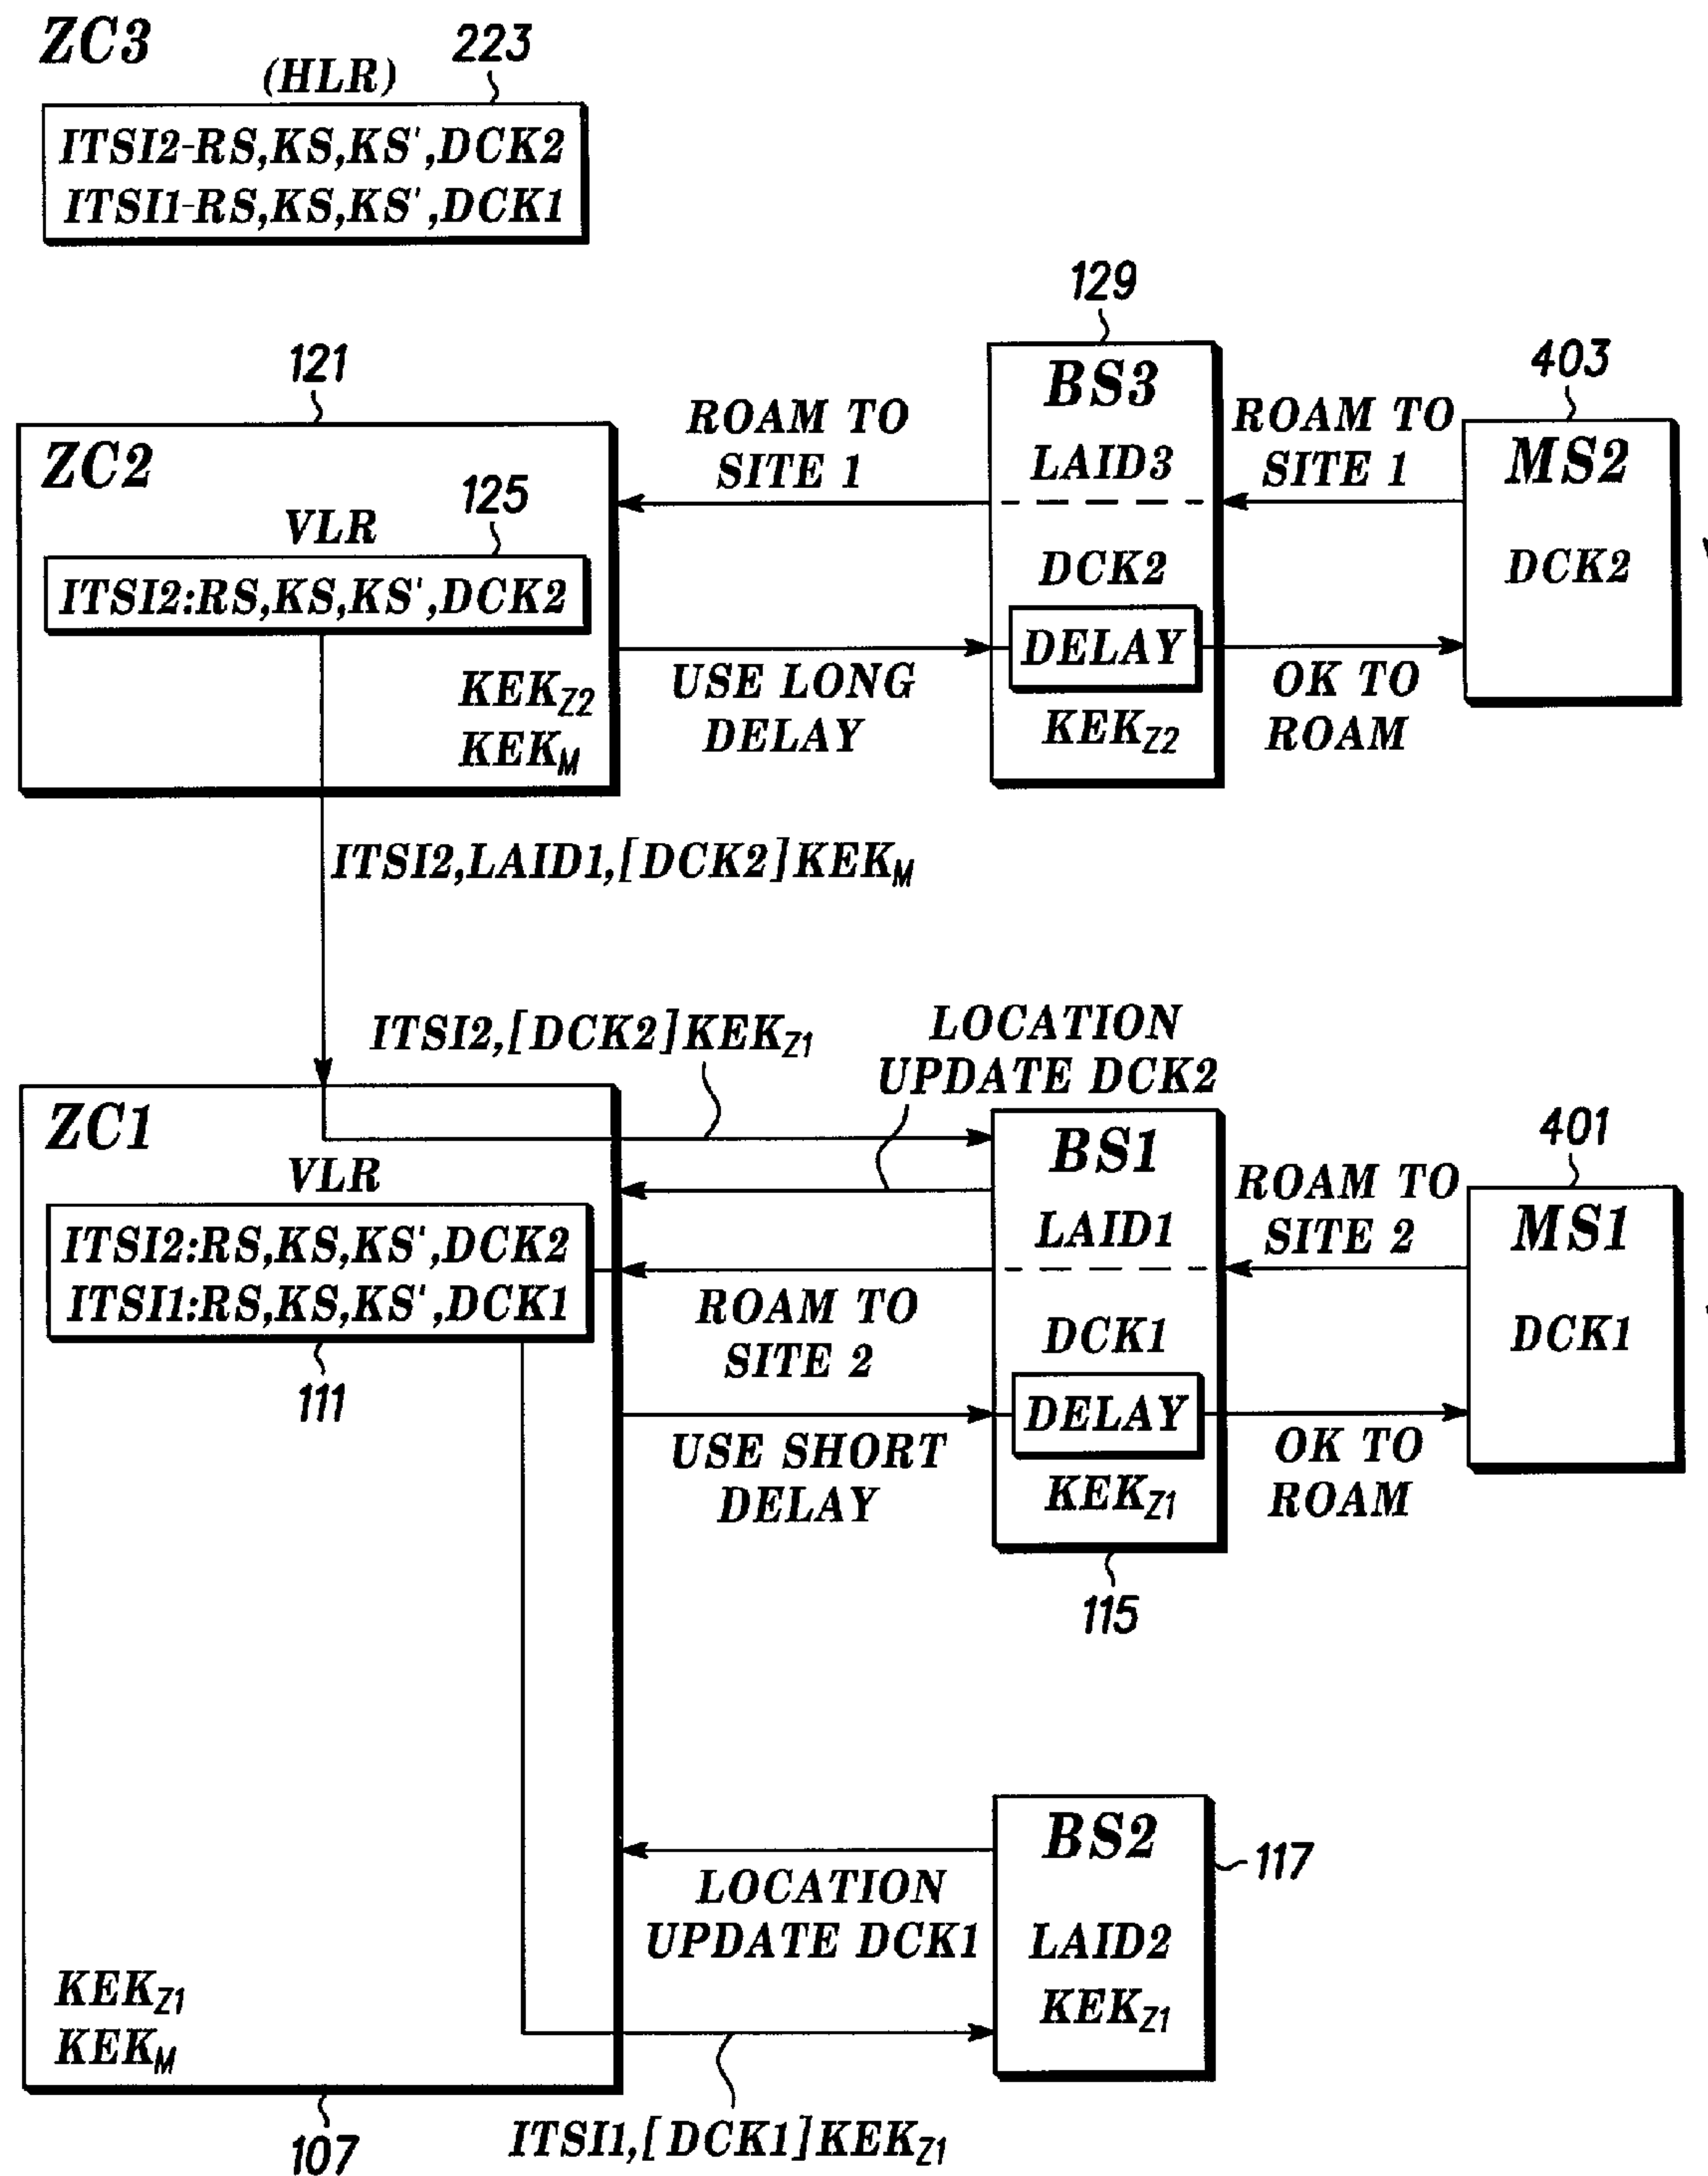 ZC3
(HLR)
223
ITSI2-RS,KS,KS',DCK2
ITSI1-RS,KS,KS',DCK1
121
ZC2
VLR
125
ITSI2:RS,KS,KS',DCK2
KEKZ2
KEKM
ROAM TO
SITE 1
USE LONG
DELAY
129
BS3
LAID3
DCK2
DELAY
KEKZ2
ROAM TO
SITE 1
OK TO
ROAM
403
MS2
DCK2
ITSI2,LAID1,[DCK2]KEKM
ITSI2,[DCK2]KEKZ1
LOCATION
UPDATE DCK2
ZC1
VLR
ITSI2:RS,KS,KS',DCK2
ITSI1:RS,KS,KS',DCK1
111
ROAM TO
SITE 2
USE SHORT
DELAY
BS1
LAID1
DCK1
DELAY
KEKZ1
115
ROAM TO
SITE 2
OK TO
ROAM
401
MS1
DCK1
LOCATION
UPDATE DCK1
BS2
LAID2
KEKZ1
117
KEKZ1
KEKM
107
ITSI1,[DCK1]KEKZ1